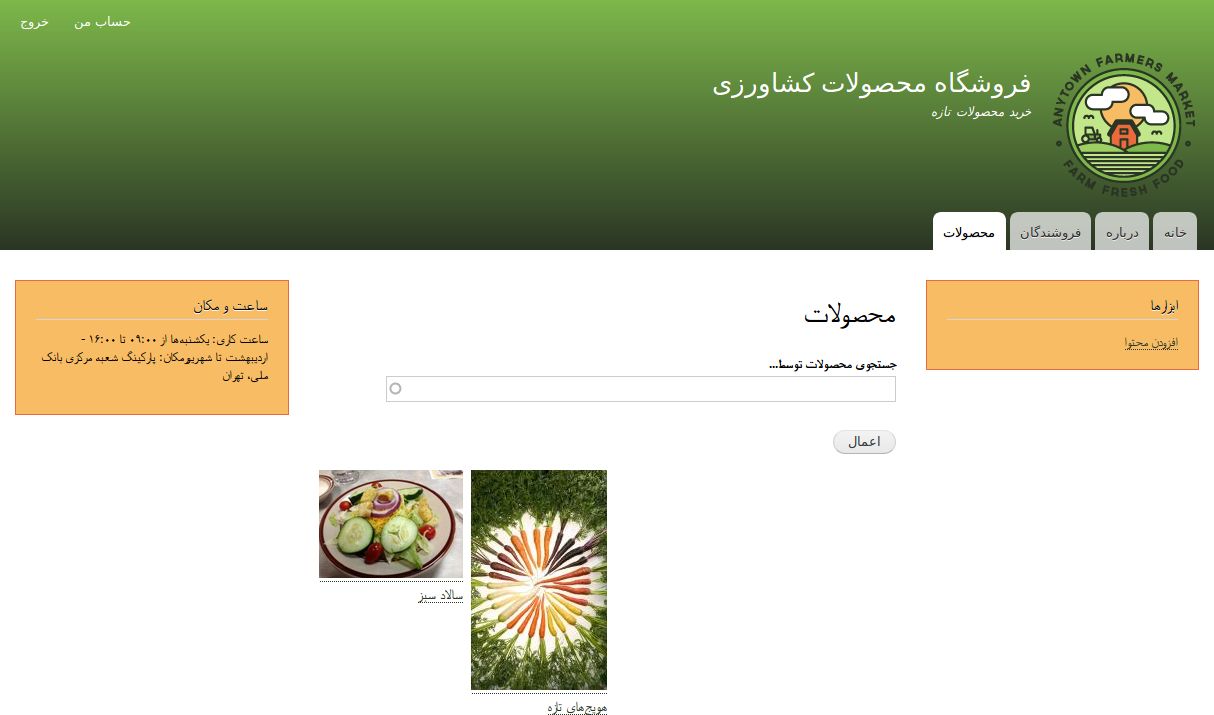 حساب من
خروج
ANYTOWN FARMERS MARKET
FARM FRESH FOOD
فروشگاه محصولات کشاورزی
خرید محصولات تازه
خانه
درباره
فروشندگان
محصولات
ابزارها
افزودن محتوا
محصولات
جستجوی محصولات توسط...
اعمال
هویج‌های تازه
سالاد سبز
ساعت و مکان
ساعت کاری: یکشنبه‌ها از ۰۹:۰۰ تا ۱۶:۰۰ -
اردیبهشت تا شهریورمکان: پارکینگ شعبه مرکزی بانک
ملی، تهران